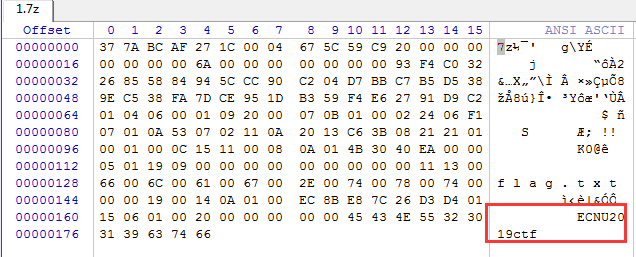 1.7z
Offset 0 1 2 3 4 5 6 7 8 9 10 11 12 13 14 15 ANSI ASCII
00000000 37 7A BC AF 27 1C 00 04 67 5C 59 C9 20 00 00 00 7z¼¯' g\YÉ
00000016 00 00 00 00 6A 00 00 00 00 00 00 00 93 F4 C0 32 j “ôÀ2
00000032 26 85 58 84 94 5C CC 90 C2 04 D7 BB C7 B5 D5 38 &…X„”\Ì Â ×»ÇµÕ8
00000048 9E C5 38 FA 7D CE 95 1D B3 59 F4 E6 27 91 D9 C2 žÅ8ú}Î• ³Yôæ'‘ÙÂ
00000064 01 04 06 00 01 09 20 00 07 0B 01 00 02 24 06 F1 $ ñ
00000080 07 01 0A 53 07 02 11 0A 20 13 C6 3B 08 21 21 01 S Æ; !!
00000096 00 01 00 0C 15 11 00 08 0A 01 4B 30 40 EA 00 00 K0@ê
00000112 05 01 19 09 00 00 00 00 00 00 00 00 00 11 13 00
00000128 66 00 6C 00 61 00 67 00 2E 00 74 00 78 00 74 00 f l a g . t x t
00000144 00 00 19 00 14 0A 01 00 EC 8B E8 7C 26 D3 D4 01 ì‹è|&ÓÔ
00000160 15 06 01 00 20 00 00 00 00 00 45 43 4E 55 32 30 ECNU20
00000176 31 39 63 74 66 19ctf